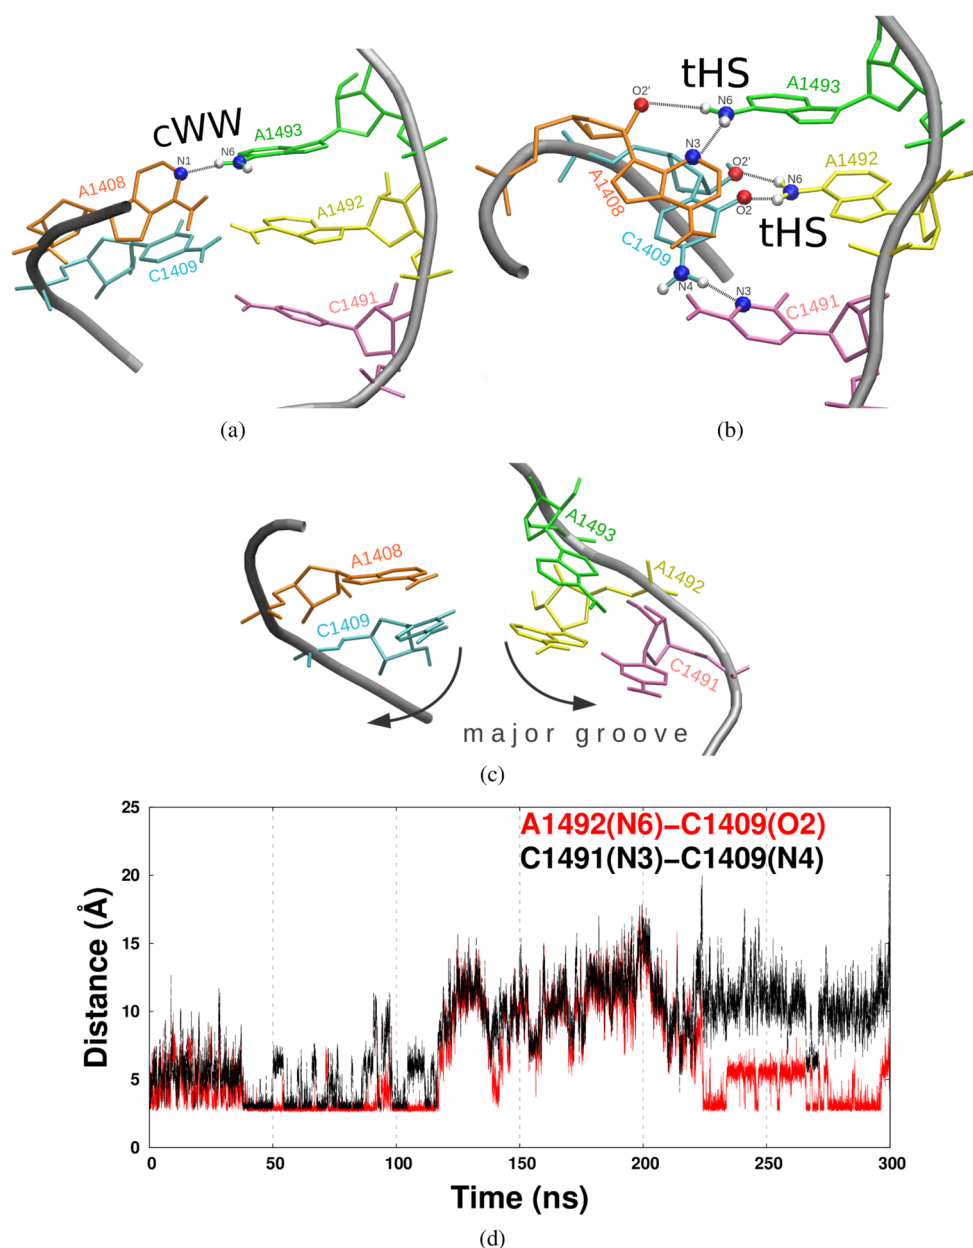 cWW
A1493
N1
N6
A1408
A1492
C1409
C1491
(a)
tHS
A1493
O2'
N6
N3
O2'
A1492
N6
A1408
O2
tHS
C1409
N4
N3
C1491
(b)
A1493
A1408
A1492
C1409
C1491
major groove
(c)
A1492(N6)−C1409(O2)
C1491(N3)−C1409(N4)
Distance (Å)
25
20
15
10
5
0
0 50 100 150 200 250 300
Time (ns)
(d)